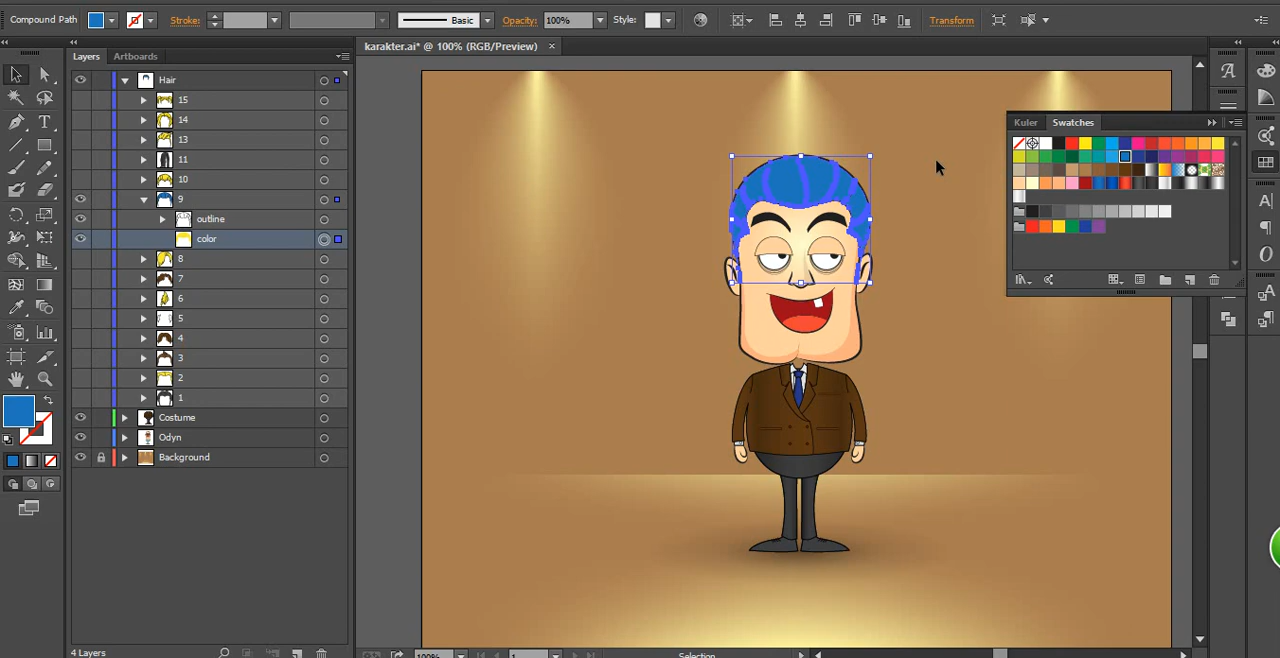 Compound Path
Stroke:
Basic
Opacity:
100%
Style:
Transform
Layers
Artboards
karakter.ai* @ 100% (RGB/Preview)
Hair
15
14
13
11
10
9
outline
color
8
7
6
5
4
3
2
1
Costume
Odyn
Background
4 Layers
Kuler
Swatches
100%
1
Selection